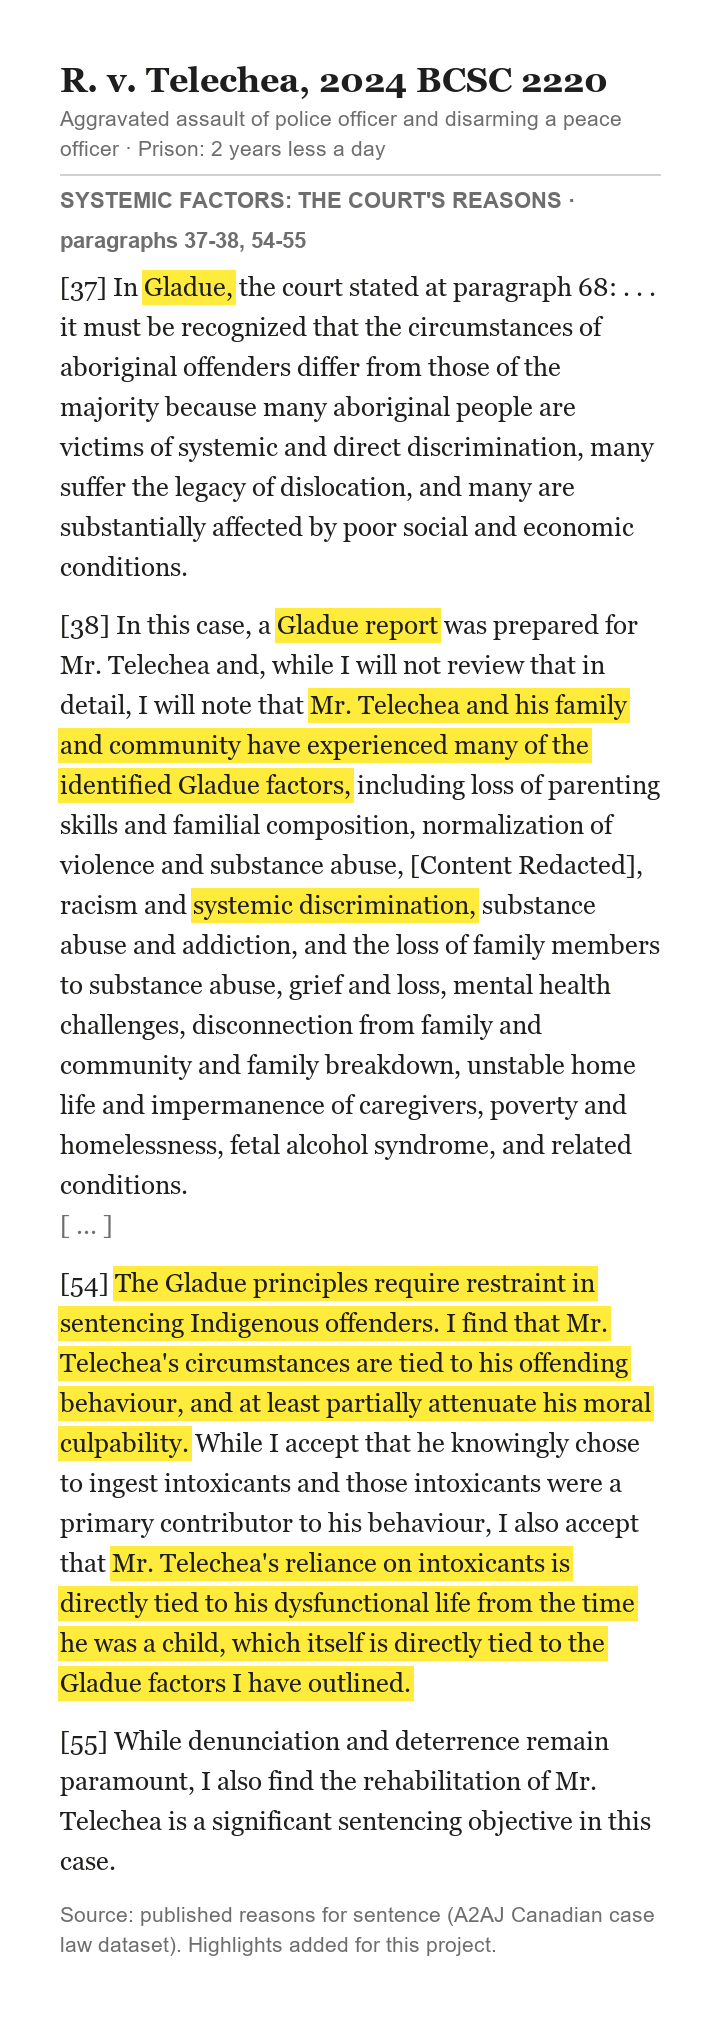 R. v. Telechea, 2024 BCSC 2220
Aggravated assault of police officer and disarming a peace
officer · Prison: 2 years less a day
SYSTEMIC FACTORS: THE COURT'S REASONS ·
paragraphs 37-38, 54-55
[37] In Gladue, the court stated at paragraph 68: . . .
it must be recognized that the circumstances of
aboriginal offenders differ from those of the
majority because many aboriginal people are
victims of systemic and direct discrimination, many
suffer the legacy of dislocation, and many are
substantially affected by poor social and economic
conditions.
[38] In this case, a Gladue report was prepared for
Mr. Telechea and, while I will not review that in
detail, I will note that Mr. Telechea and his family
and community have experienced many of the
identified Gladue factors, including loss of parenting
skills and familial composition, normalization of
violence and substance abuse, [Content Redacted],
racism and systemic discrimination, substance
abuse and addiction, and the loss of family members
to substance abuse, grief and loss, mental health
challenges, disconnection from family and
community and family breakdown, unstable home
life and impermanence of caregivers, poverty and
homelessness, fetal alcohol syndrome, and related
conditions.
[ ... ]
[54] The Gladue principles require restraint in
sentencing Indigenous offenders. I find that Mr.
Telechea's circumstances are tied to his offending
behaviour, and at least partially attenuate his moral
culpability. While I accept that he knowingly chose
to ingest intoxicants and those intoxicants were a
primary contributor to his behaviour, I also accept
that Mr. Telechea's reliance on intoxicants is
directly tied to his dysfunctional life from the time
he was a child, which itself is directly tied to the
Gladue factors I have outlined.
[55] While denunciation and deterrence remain
paramount, I also find the rehabilitation of Mr.
Telechea is a significant sentencing objective in this
case.
Source: published reasons for sentence (A2AJ Canadian case
law dataset). Highlights added for this project.